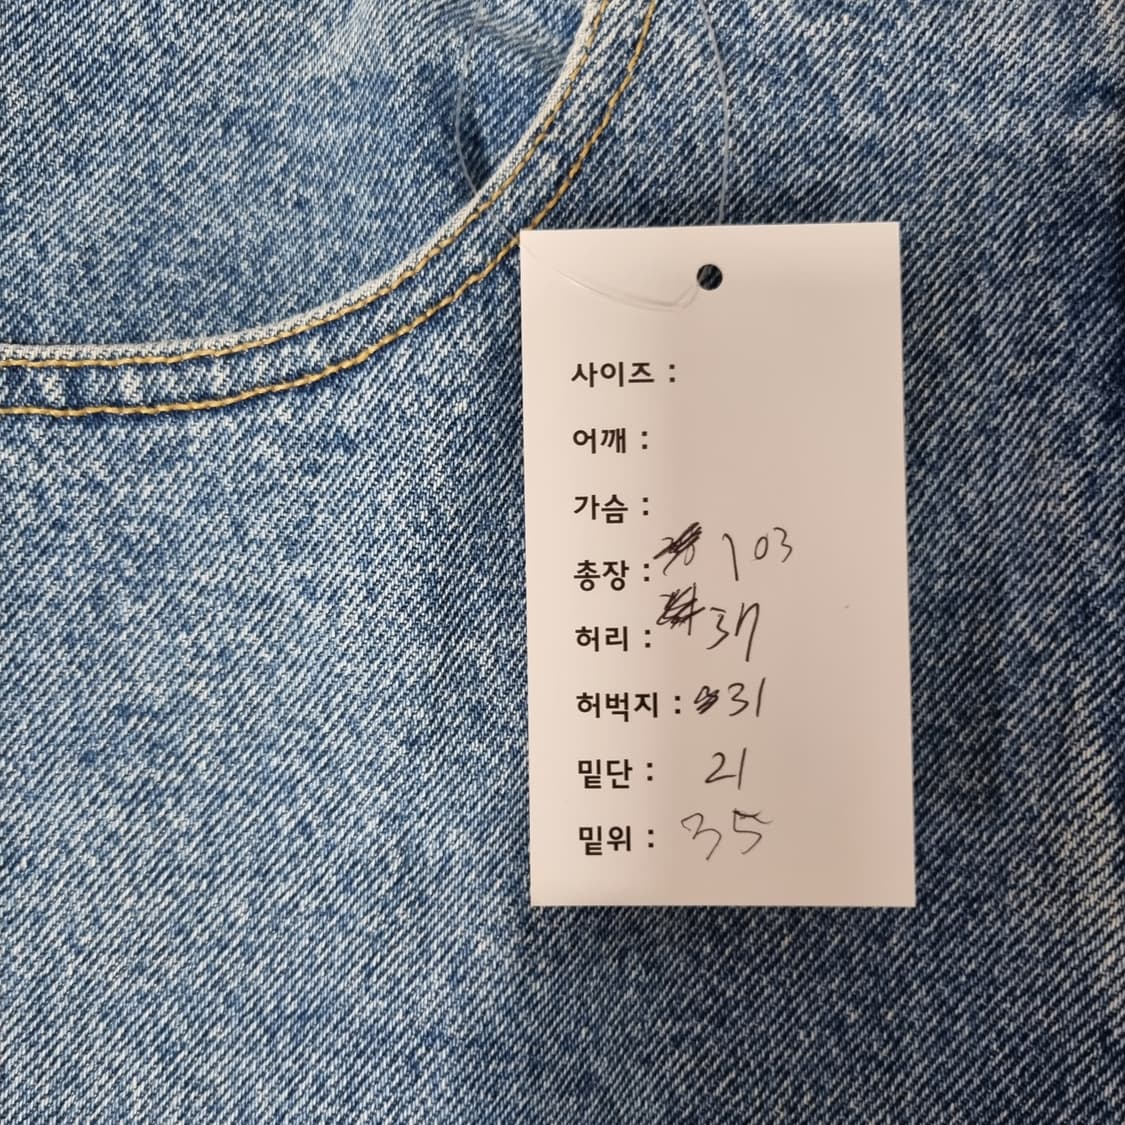 사이즈 :
어깨 :
가슴 :
총장 : 103
허리 : 37
허벅지 : 31
밑단 : 21
밑위 : 35